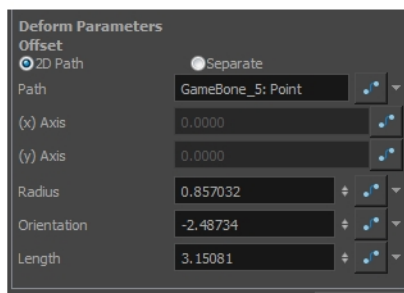 Deform Parameters
Offset
2D Path Separate
Path GameBone_5: Point
(x) Axis 0.0000
(y) Axis 0.0000
Radius 0.857032
Orientation -2.48734
Length 3.15081